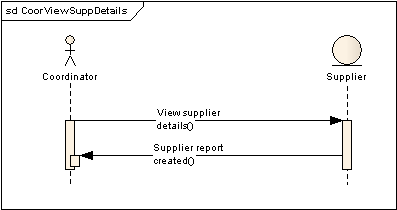 sd CoorViewSuppDetails
Coordinator
Supplier
View supplier
details()
Supplier report
created()